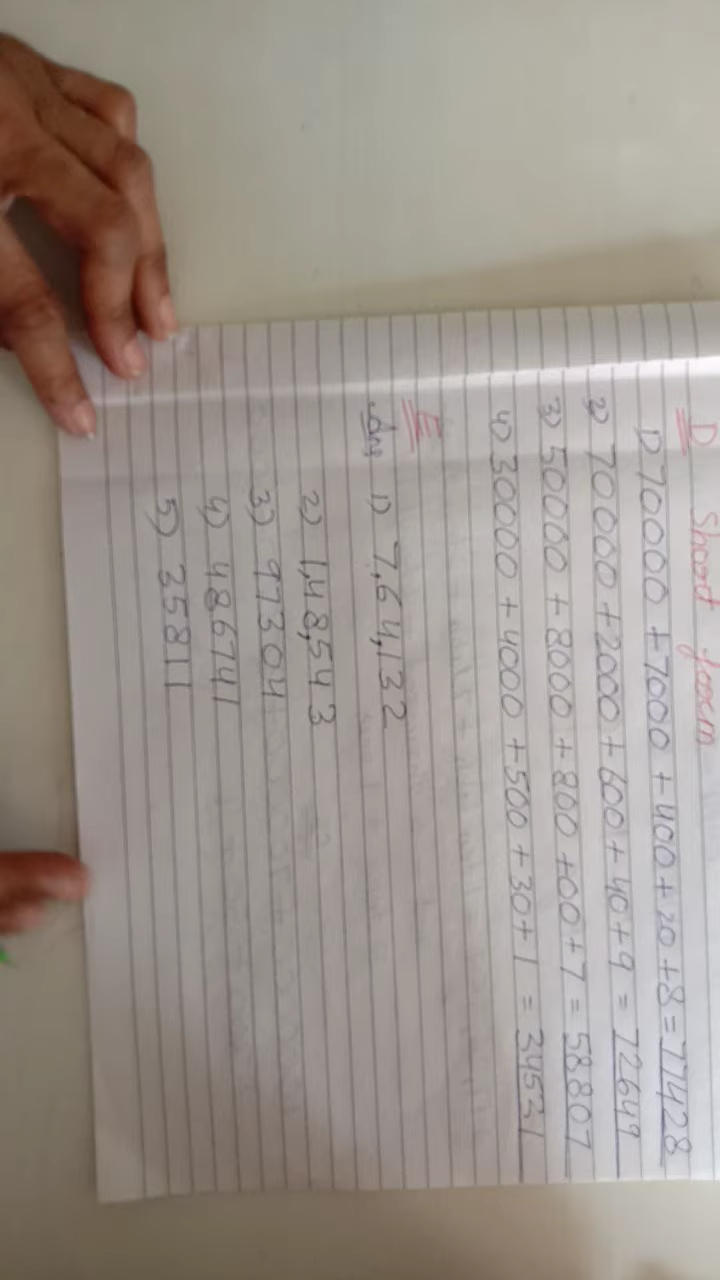 D Short form
1) 70000 + 7000 + 400 + 20 + 8 = 77428
2) 70000 + 2000 + 600 + 40 + 9 = 72649
3) 50000 + 8000 + 800 + 00 + 7 = 58807
4) 30000 + 4000 + 500 + 30 + 1 = 34531
E
Ans 1) 7,64,132
2) 1,48,543
3) 97304
4) 486741
5) 35811